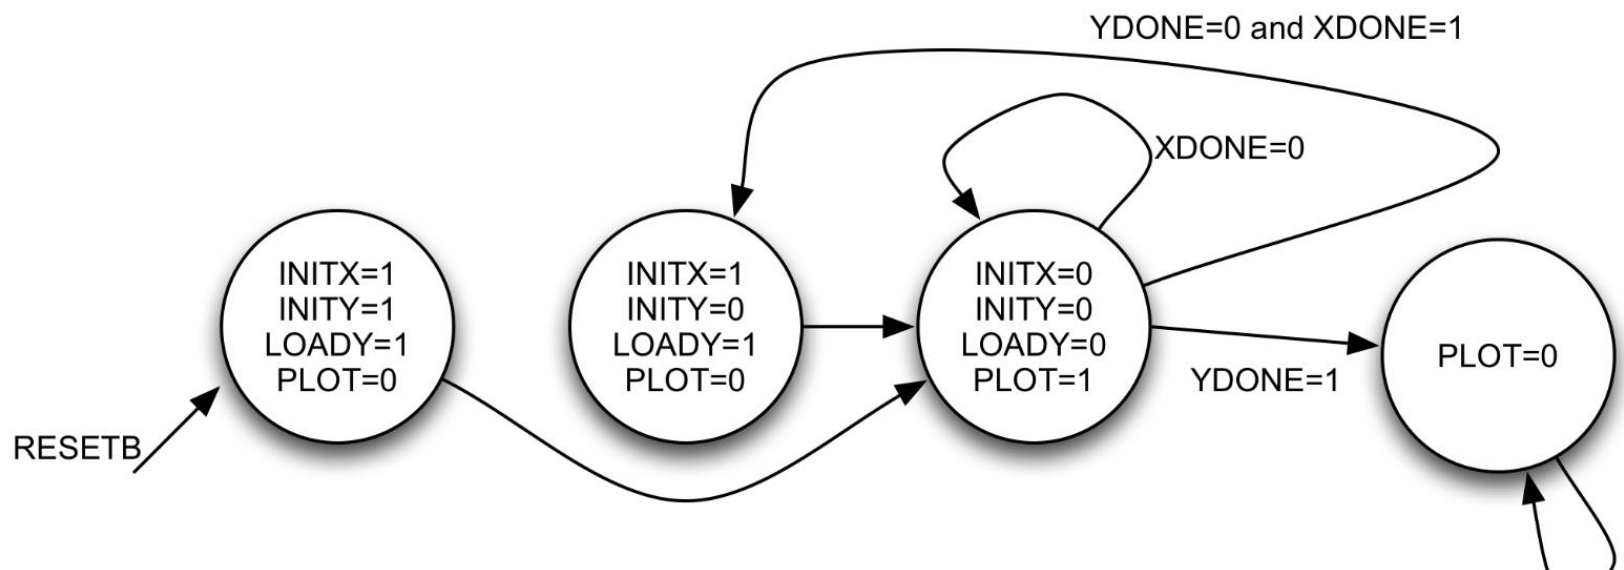 YDONE=0 and XDONE=1
XDONE=0
INITX=1
INITY=1
LOADY=1
PLOT=0
INITX=1
INITY=0
LOADY=1
PLOT=0
INITX=0
INITY=0
LOADY=0
PLOT=1
PLOT=0
YDONE=1
RESETB